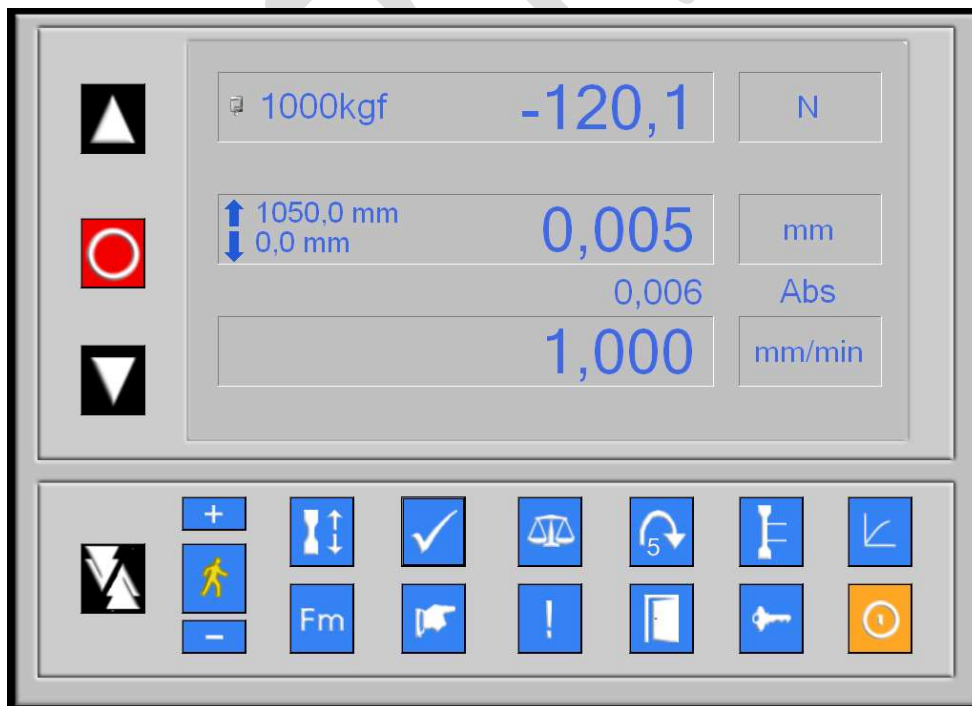 1000kgf -120,1 N
1050,0 mm
0,0 mm 0,005 mm
0,006 Abs
1,000 mm/min
+
5
Fm !
−